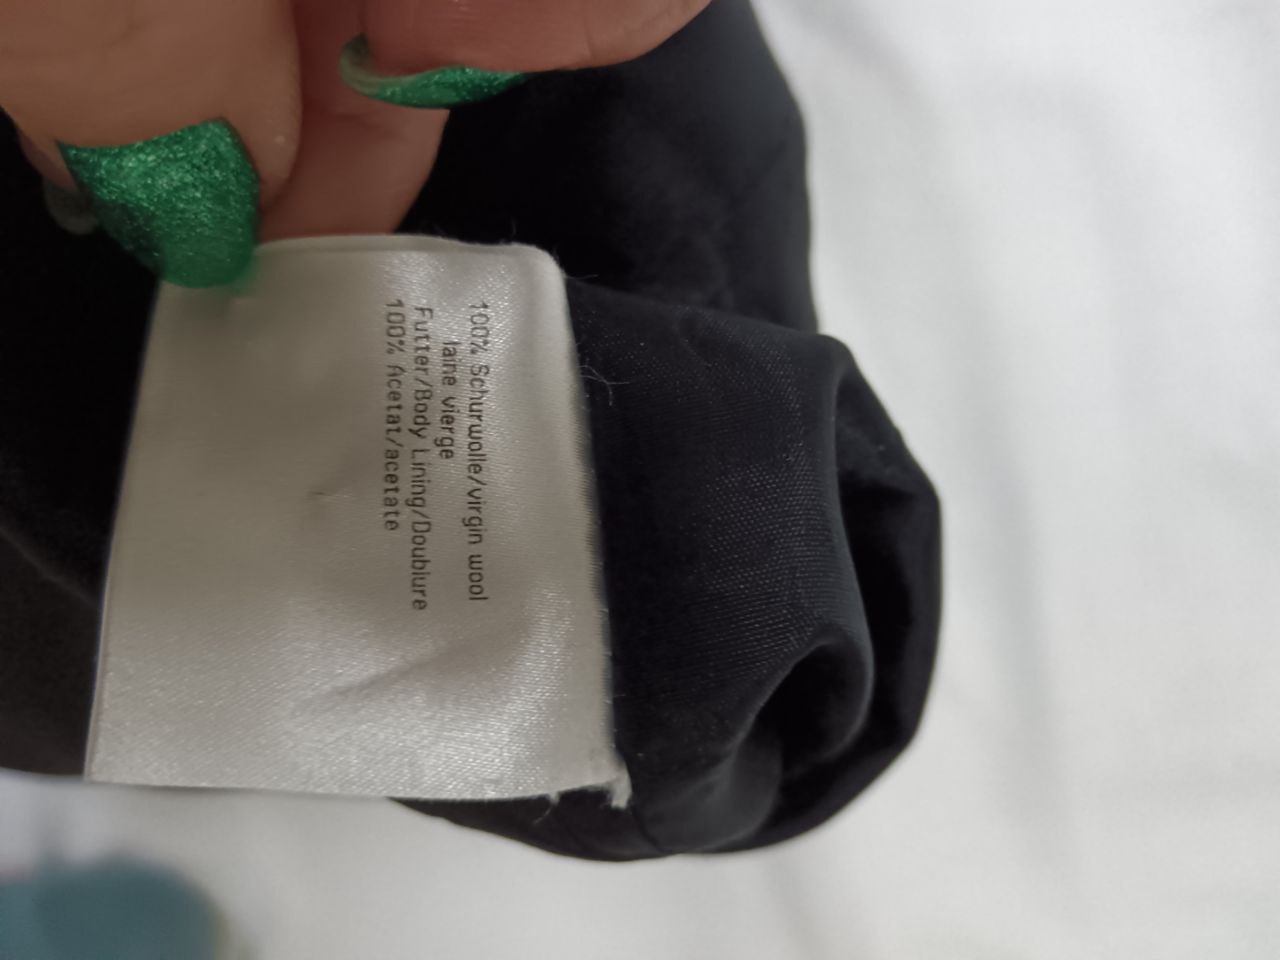 100% Schurwolle/virgin wool
laine vierge
Futter/Body Lining/Doublure
100% Acetat/acetate